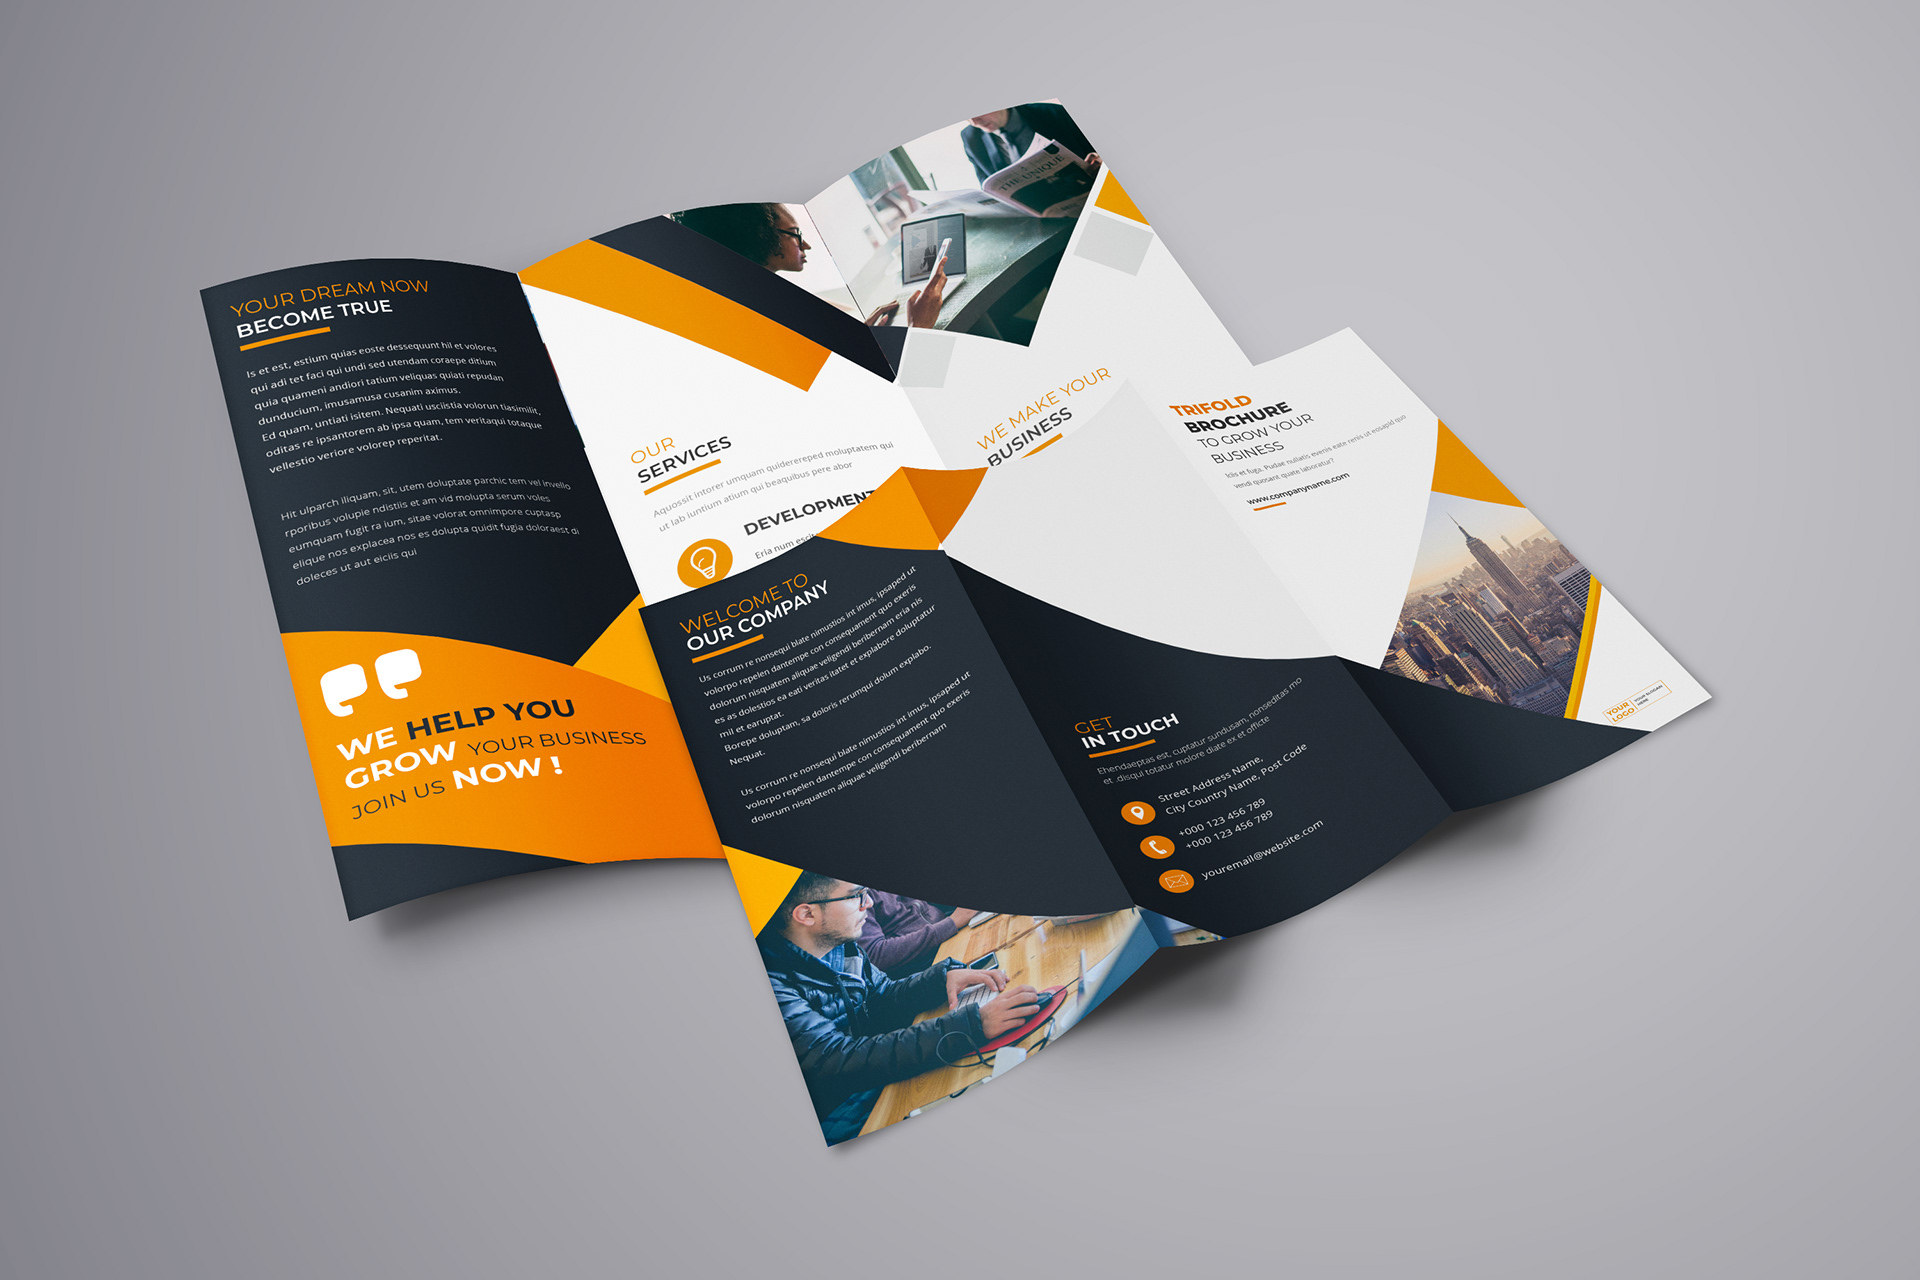 YOUR DREAM NOW
BECOME TRUE
Is et est, estium quias eoste dessequunt hil et volores
qui adi tet faci qui undi sed utendam coraepe ditium
quia quameni andiori tatium veliquas quiati repudan
dunducium, imusamusa cusanim aximus.
Ed quam, untiati isitem. Nequati usciistia volorun tiasimilit,
oditas re ipsantorem ab ipsa quam, tem veritaqui totaque
vellestio veriore volorep reperitat.
Hit ulparch iliquam, sit, utem doluptate parchic tem vel invello
rporibus volupie ndistiis et am vid molupta serum voles
eumquam fugit ra ium, sitae volorat omnimpore cuptasp
elique nos explacea nos es dolupta quidit fugia doloraest di
doleces ut aut eiciis qui
WE HELP YOU
GROW YOUR BUSINESS
JOIN US NOW !
OUR
SERVICES
Aquossit intorer umquam quiderereped moluptatem qui
ut lab iuntium atium qui beaquibus pere abor
DEVELOPMENT
Eria num
THE UNIQUE
WE MAKE YOUR
BUSINESS
WELCOME TO
OUR COMPANY
Us corrum re nonsequi blate nimustios int imus, ipsaped ut
volorpo repelen dantempe con consequament quo exeris
dolorum nisquatem aliquae veligendi beribernam eria nis
es as dolestios ea eati veritas itatet et explabore doluptatur
mil et earuptat.
Borepe doluptam, sa doloris rerumqui dolum explabo.
Nequat.
Us corrum re nonsequi blate nimustios int imus, ipsaped ut
volorpo repelen dantempe con consequament quo exeris
dolorum nisquatem aliquae veligendi beribernam
GET
IN TOUCH
Ehendaeptas est, cuptatur sundusam, nonseditas mo
et .disqui totatur molore diate ex et officte
Street Address Name,
City Country Name, Post Code
+000 123 456 789
+000 123 456 789
youremail@website.com
TRIFOLD
BROCHURE
TO GROW YOUR
BUSINESS
Iciis et fuga. Pudae nullatis eveniis eate reriis ut essapid quo
vendi quosant quate laboratur?
www.companyname.com
YOUR
LOGO
YOUR SLOGAN
HERE